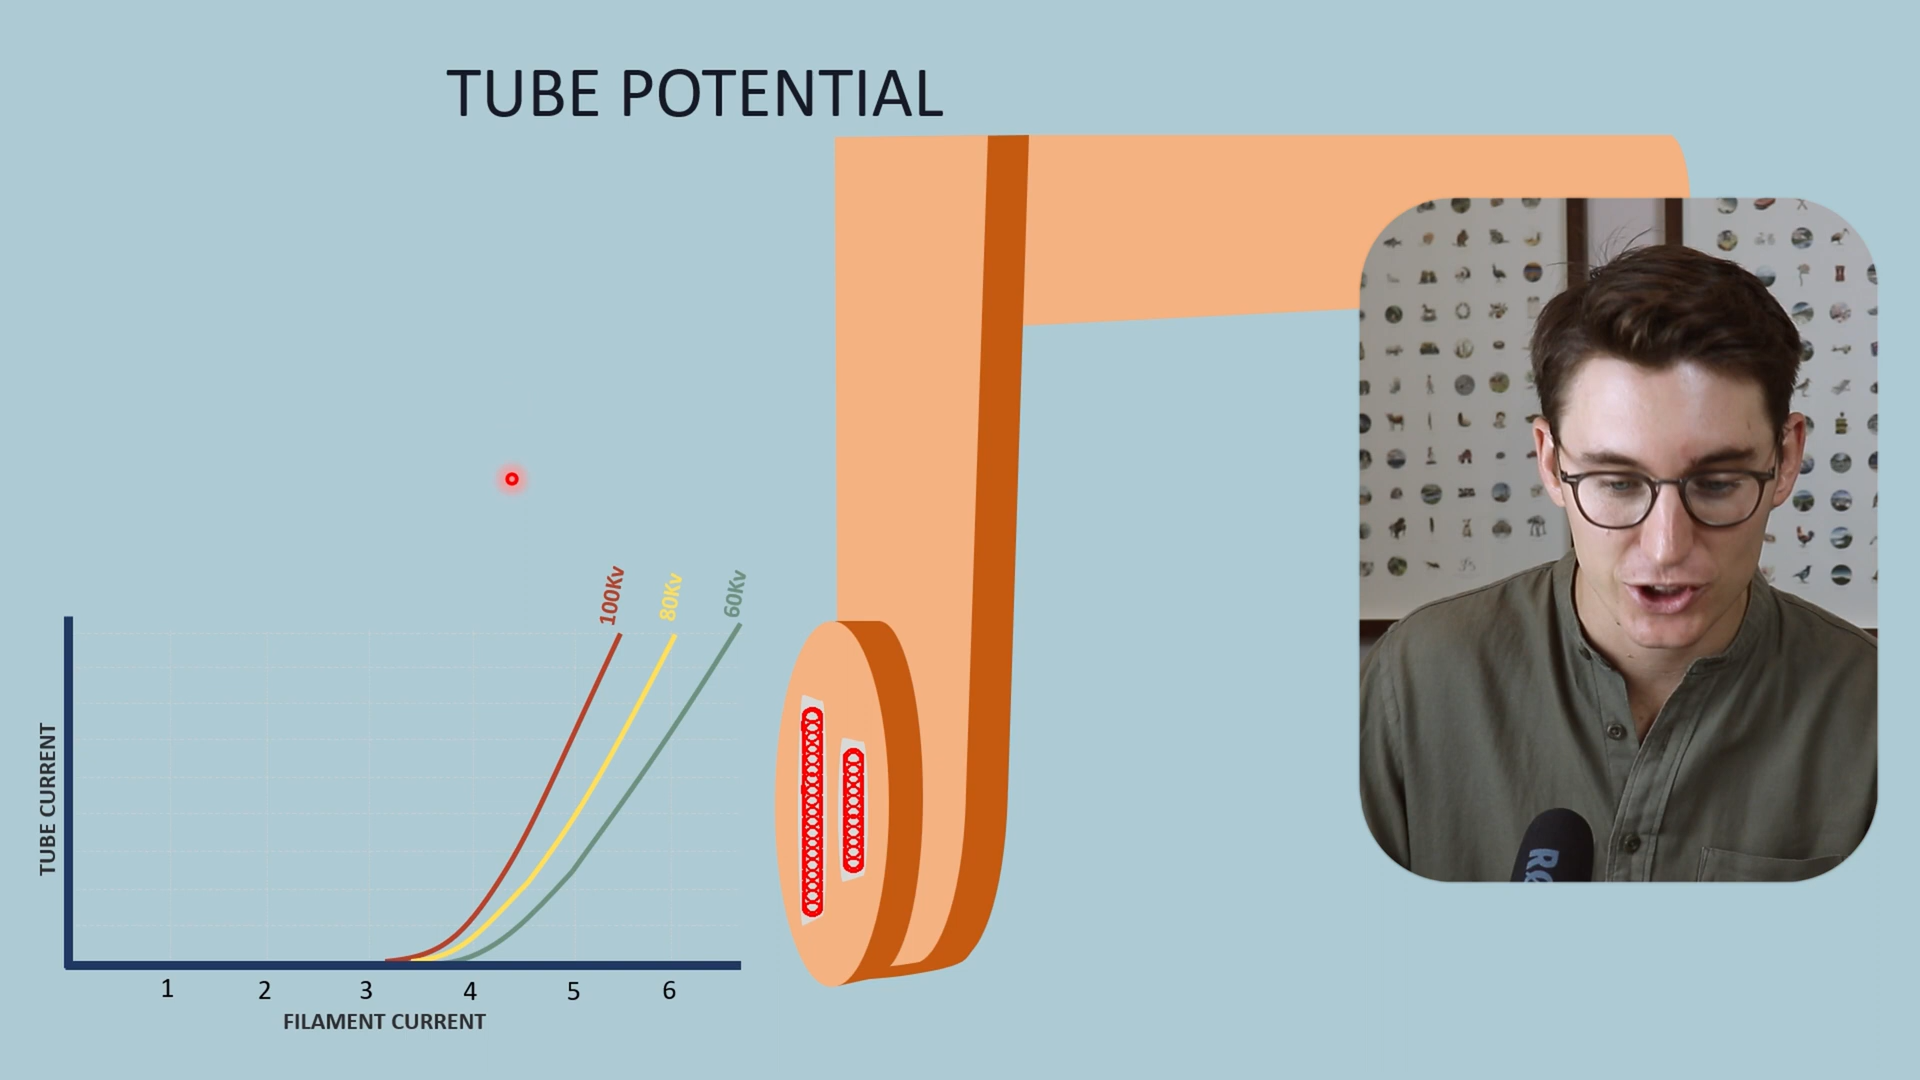 TUBE POTENTIAL
100Kv
80Kv
60Kv
TUBE CURRENT
1 2 3 4 5 6
FILAMENT CURRENT